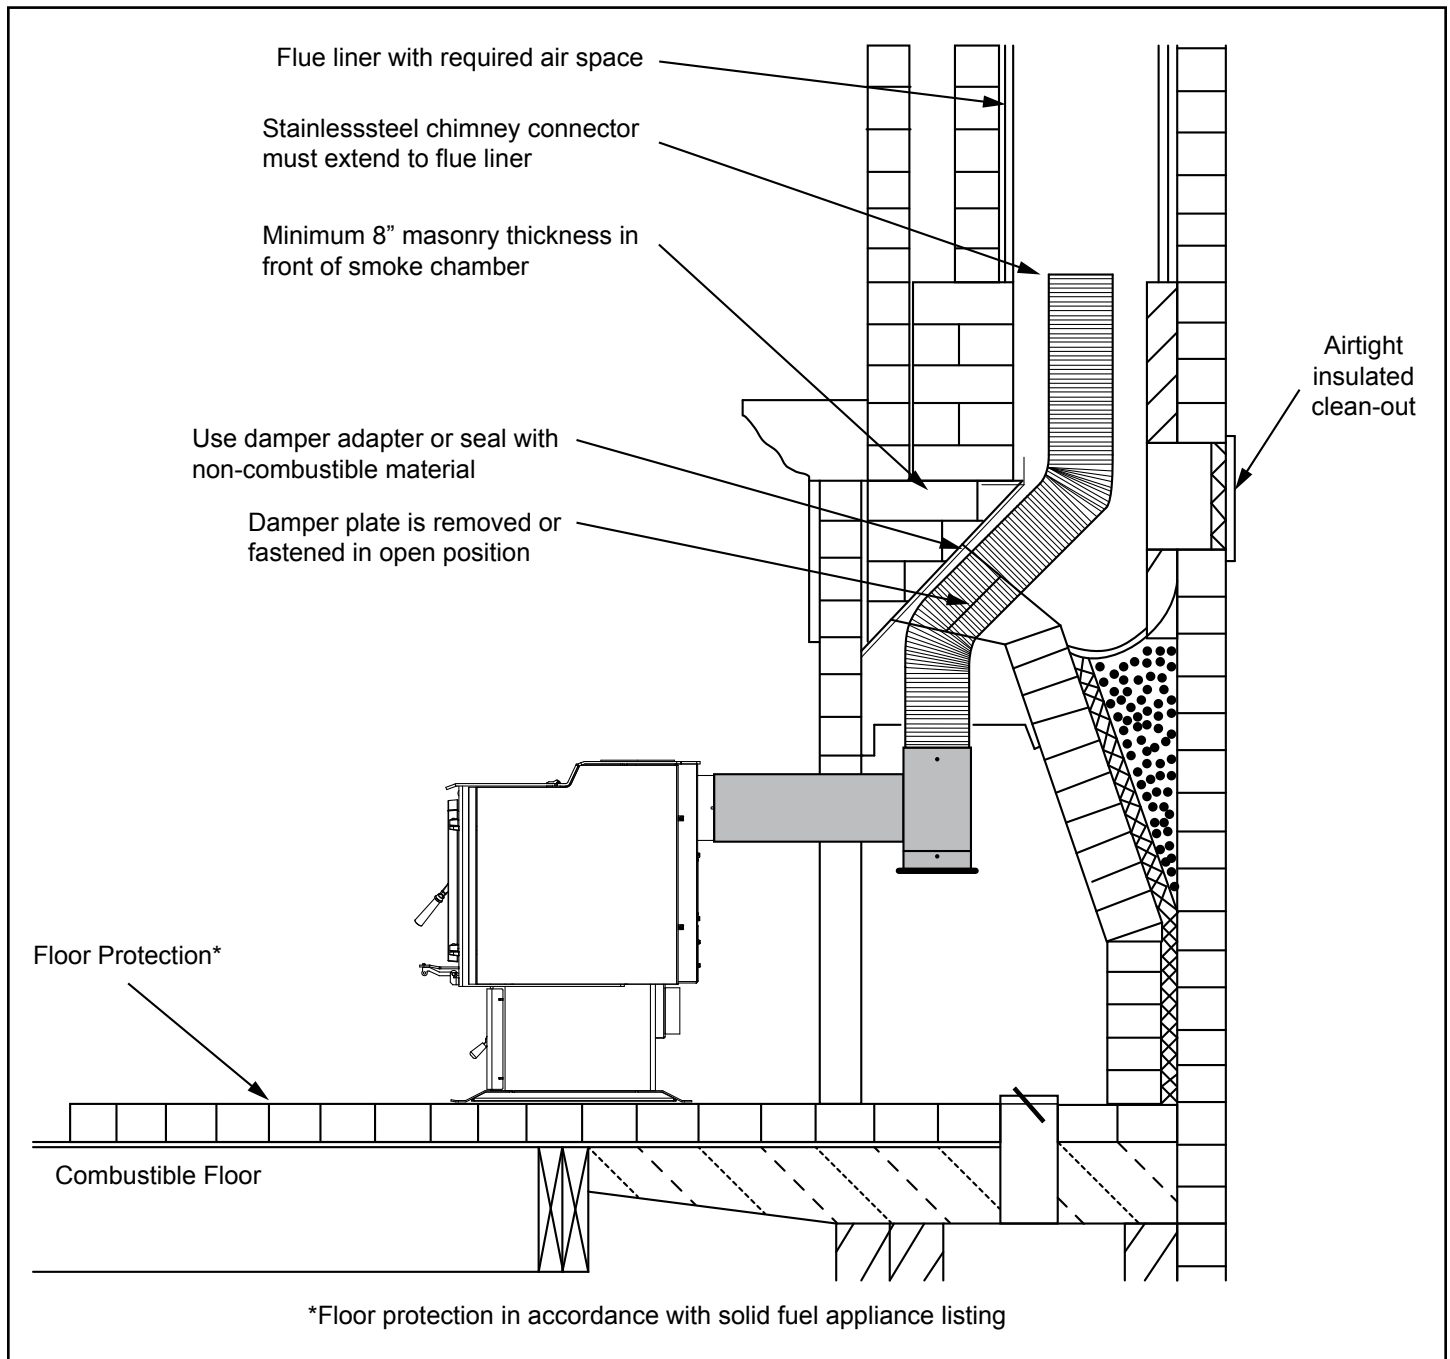 Flue liner with required air space
Stainlesssteel chimney connector
must extend to flue liner
Minimum 8” masonry thickness in
front of smoke chamber
Airtight
insulated
clean-out
Use damper adapter or seal with
non-combustible material
Damper plate is removed or
fastened in open position
Floor Protection*
Combustible Floor
*Floor protection in accordance with solid fuel appliance listing